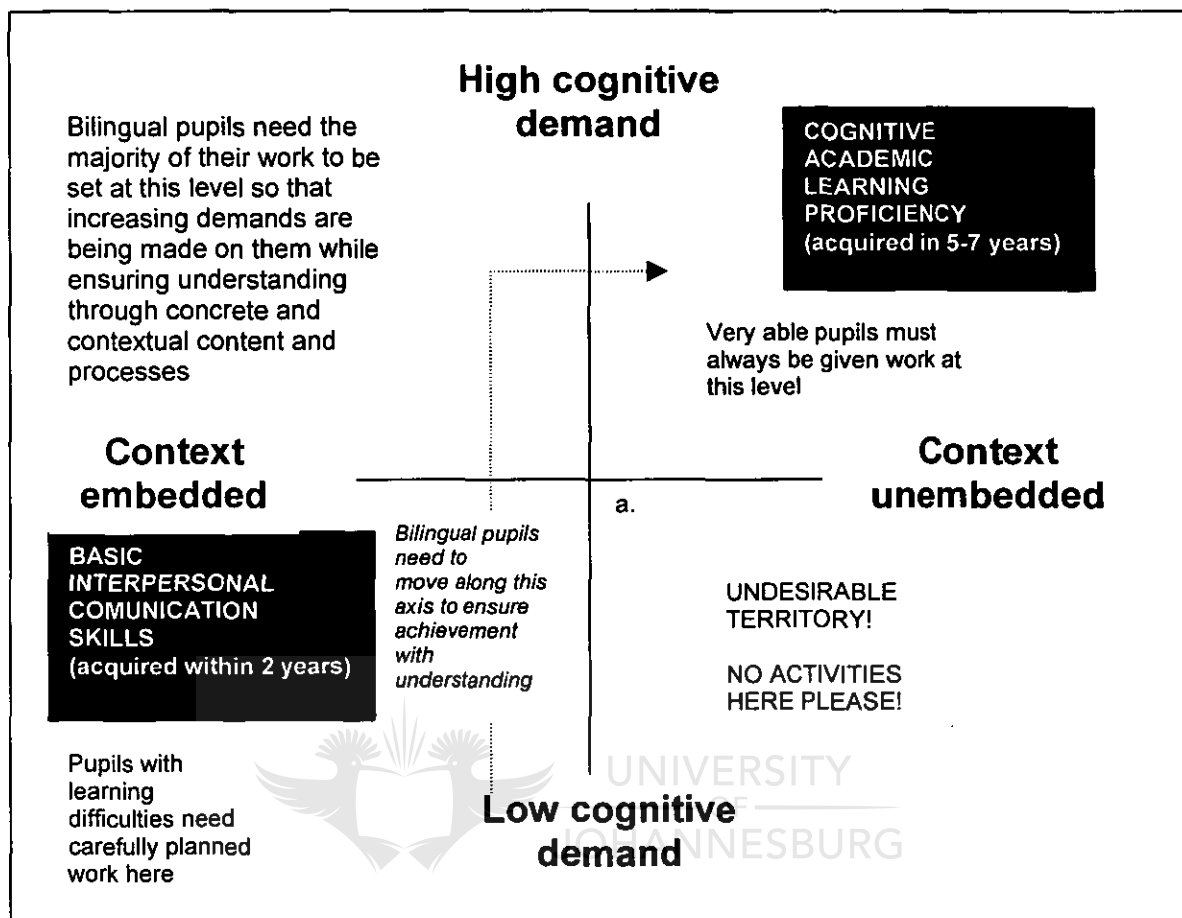 High cognitive
demand
Bilingual pupils need the
majority of their work to be
set at this level so that
increasing demands are
being made on them while
ensuring understanding
through concrete and
contextual content and
processes
COGNITIVE
ACADEMIC
LEARNING
PROFICIENCY
(acquired in 5-7 years)
Very able pupils must
always be given work at
this level
Context
embedded
Context
unembedded
a.
BASIC
INTERPERSONAL
COMUNICATION
SKILLS
(acquired within 2 years)
Bilingual pupils
need to
move along this
axis to ensure
achievement
with
understanding
UNDESIRABLE
TERRITORY!
NO ACTIVITIES
HERE PLEASE!
Pupils with
learning
difficulties need
carefully planned
work here
Low cognitive
demand
UNIVERSITY
OF
JOHANNESBURG